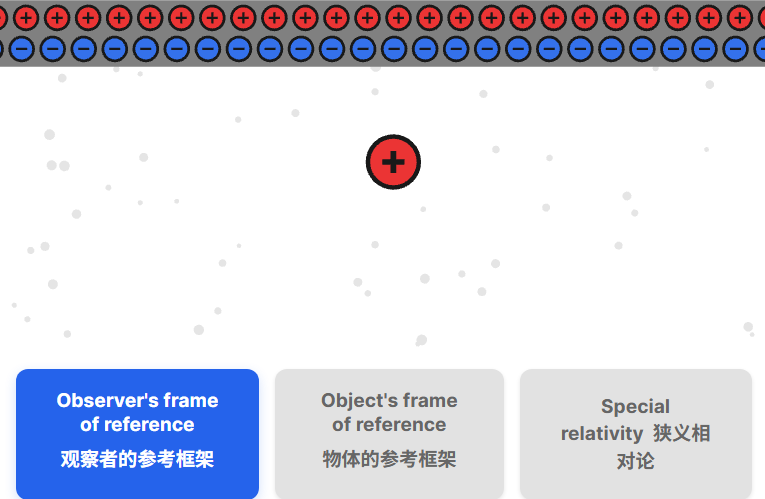 Observer's frame
of reference
观察者的参考框架
Object's frame
of reference
物体的参考框架
Special
relativity 狭义相
对论